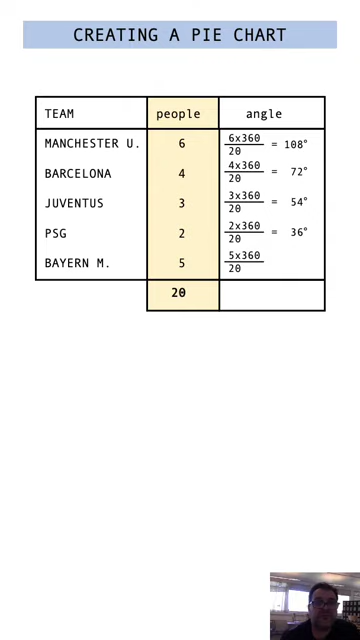 CREATING A PIE CHART
TEAM people angle
MANCHESTER U. 6 6x360/20 = 108°
BARCELONA 4 4x360/20 = 72°
JUVENTUS 3 3x360/20 = 54°
PSG 2 2x360/20 = 36°
BAYERN M. 5 5x360/20
20